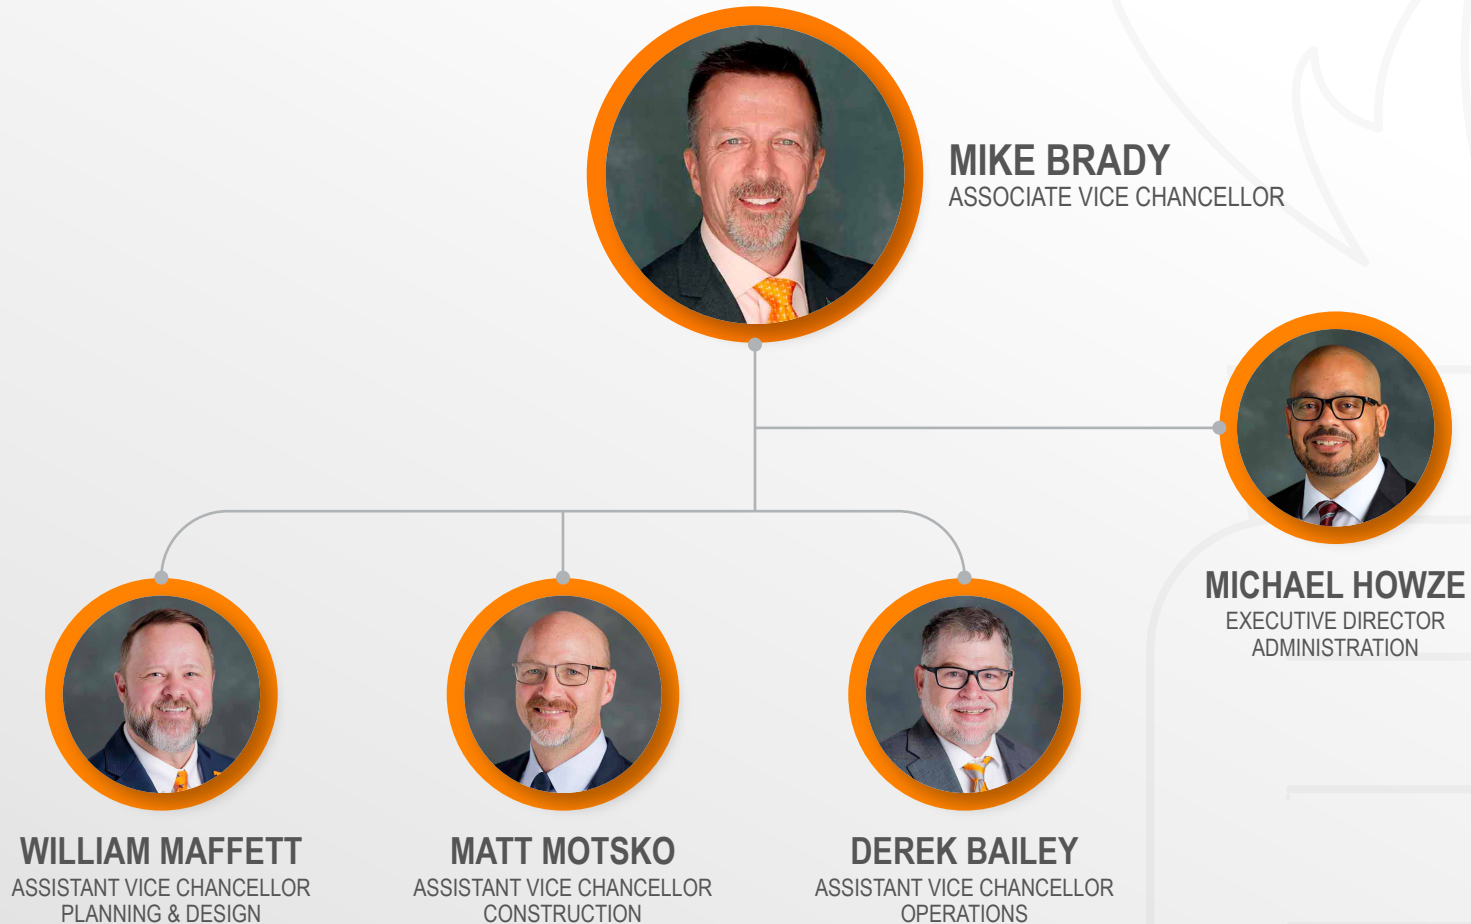 MIKE BRADY
ASSOCIATE VICE CHANCELLOR
MICHAEL HOWZE
EXECUTIVE DIRECTOR
ADMINISTRATION
WILLIAM MAFFETT
ASSISTANT VICE CHANCELLOR
PLANNING & DESIGN
MATT MOTSKO
ASSISTANT VICE CHANCELLOR
CONSTRUCTION
DEREK BAILEY
ASSISTANT VICE CHANCELLOR
OPERATIONS